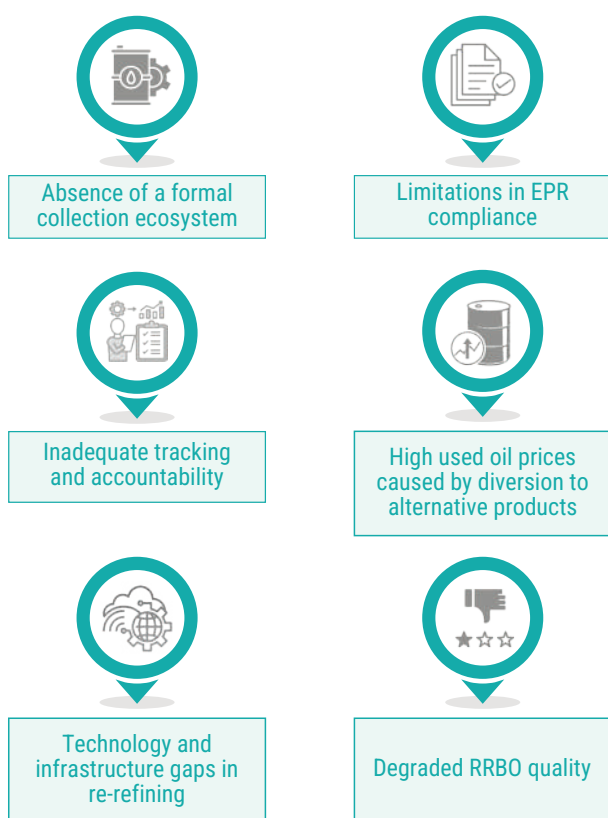 Absence of a formal
collection ecosystem
Limitations in EPR
compliance
Inadequate tracking
and accountability
High used oil prices
caused by diversion to
alternative products
Technology and
infrastructure gaps in
re-refining
Degraded RRBO quality